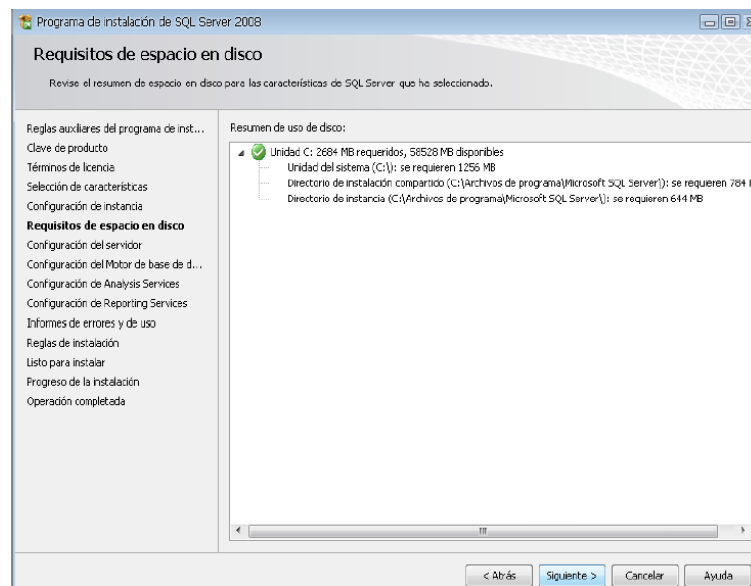 Programa de instalación de SQL Server 2008
Requisitos de espacio en disco
Revise el resumen de espacio en disco para las características de SQL Server que ha seleccionado.
Reglas auxiliares del programa de inst...
Clave de producto
Términos de licencia
Selección de características
Configuración de instancia
Requisitos de espacio en disco
Configuración del servidor
Configuración del Motor de base de d...
Configuración de Analysis Services
Configuración de Reporting Services
Informes de errores y de uso
Reglas de instalación
Listo para instalar
Progreso de la instalación
Operación completada
Resumen de uso de disco:
Unidad C: 2684 MB requeridos, 58528 MB disponibles
Unidad del sistema (C:\): se requieren 1256 MB
Directorio de instalación compartido (C:\Archivos de programa\Microsoft SQL Server\): se requieren 784
Directorio de instancia (C:\Archivos de programa\Microsoft SQL Server\): se requieren 644 MB
< Atrás
Siguiente >
Cancelar
Ayuda